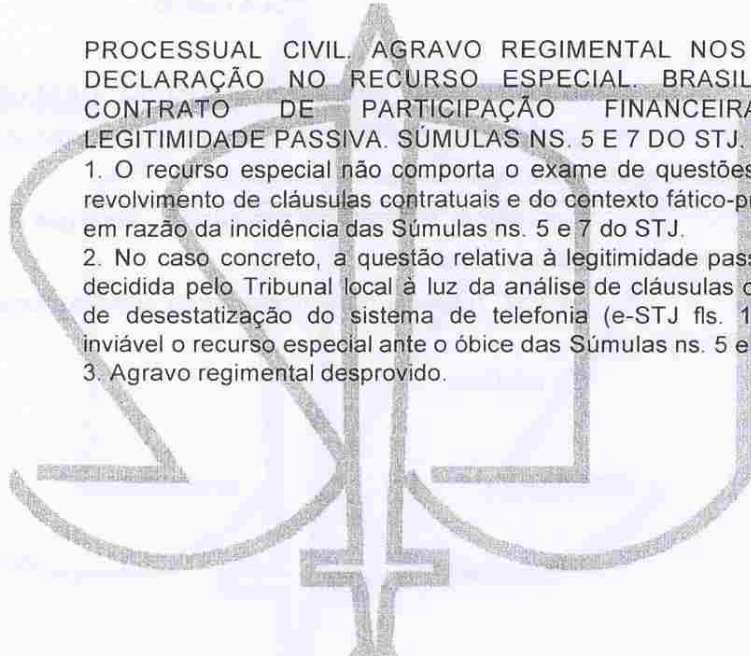 PROCESSUAL CIVIL. AGRAVO REGIMENTAL NOS
DECLARAÇÃO NO RECURSO ESPECIAL. BRASIL
CONTRATO DE PARTICIPAÇÃO FINANCEIRA
LEGITIMIDADE PASSIVA. SÚMULAS NS. 5 E 7 DO STJ.
1. O recurso especial não comporta o exame de questões
revolvimento de cláusulas contratuais e do contexto fático-p
em razão da incidência das Súmulas ns. 5 e 7 do STJ.
2. No caso concreto, a questão relativa à legitimidade pass
decidida pelo Tribunal local à luz da análise de cláusulas
de desestatização do sistema de telefonia (e-STJ fls. 1
inviável o recurso especial ante o óbice das Súmulas ns. 5 e
3. Agravo regimental desprovido.